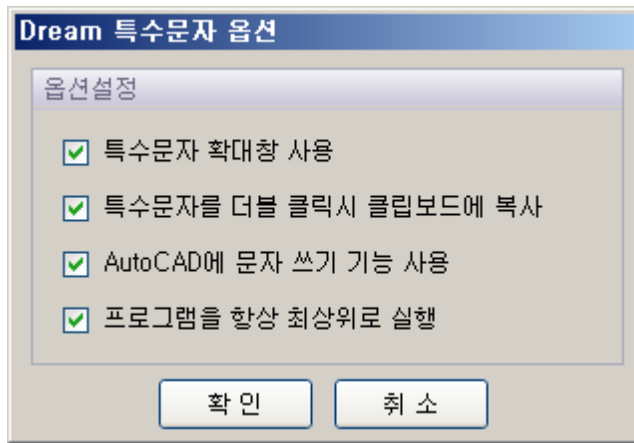 Dream 특수문자 옵션
옵션설정
특수문자 확대창 사용
특수문자를 더블 클릭시 클립보드에 복사
AutoCAD에 문자 쓰기 기능 사용
프로그램을 항상 최상위로 실행
확 인
취 소